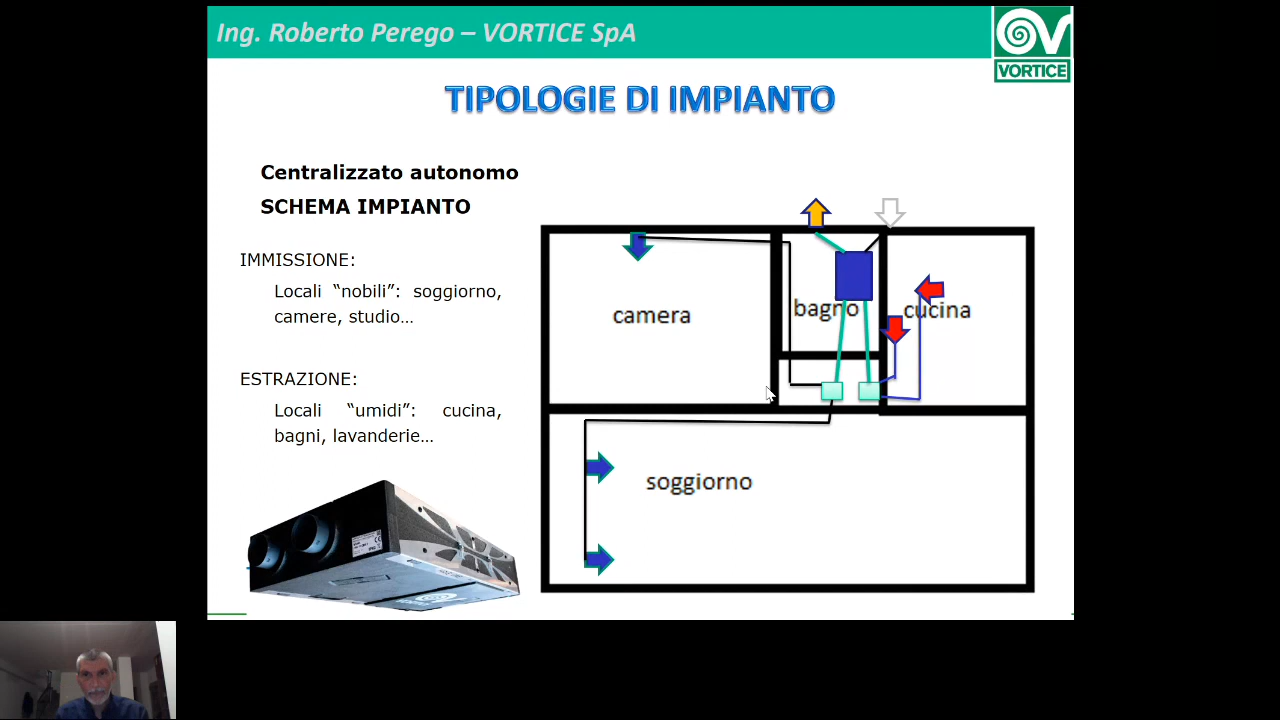 Ing. Roberto Perego – VORTICE SpA
VORTICE
TIPOLOGIE DI IMPIANTO
Centralizzato autonomo
SCHEMA IMPIANTO
IMMISSIONE:
Locali “nobili”: soggiorno,
camere, studio…
ESTRAZIONE:
Locali “umidi”: cucina,
bagni, lavanderie…
camera
bagno
cucina
soggiorno